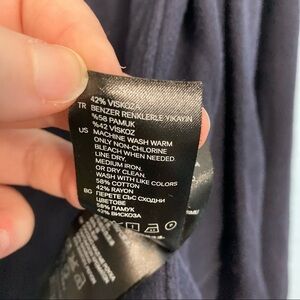 42% VISKOZA
TR BENZER RENKLERLE YIKAYIN
%58 PAMUK
%42 VİSKOZ
US MACHINE WASH WARM
ONLY NON-CHLORINE
BLEACH WHEN NEEDED
LINE DRY.
MEDIUM IRON.
OR DRY CLEAN.
WASH WITH LIKE COLORS
58% COTTON
42% RAYON
BG ПЕРЕТЕ СЪС СХОДНИ
ЦВЕТОВЕ
58% ПАМУК
42% ВИСКОЗА